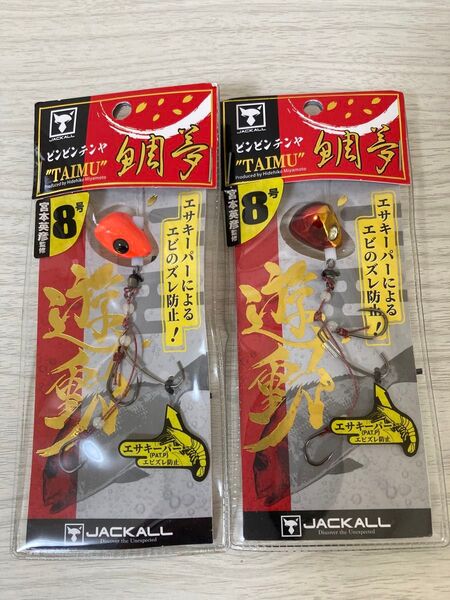 JACKALL
ビンビンテンヤ
"TAIMU"
Produced by Hidehiko Miyamoto
鯛夢
宮本英彦監修
8号
エサキーパーによる
エビのズレ防止!
遊動
エサキーパー
(PAT.P)
エビズレ防止
JACKALL
Discover the Unexpected
JACKALL
ビンビンテンヤ
"TAIMU"
Produced by Hidehiko Miyamoto
鯛夢
宮本英彦監修
8号
エサキーパーによる
エビのズレ防止!
遊動
エサキーパー
(PAT.P)
エビズレ防止
JACKALL
Discover the Unexpected